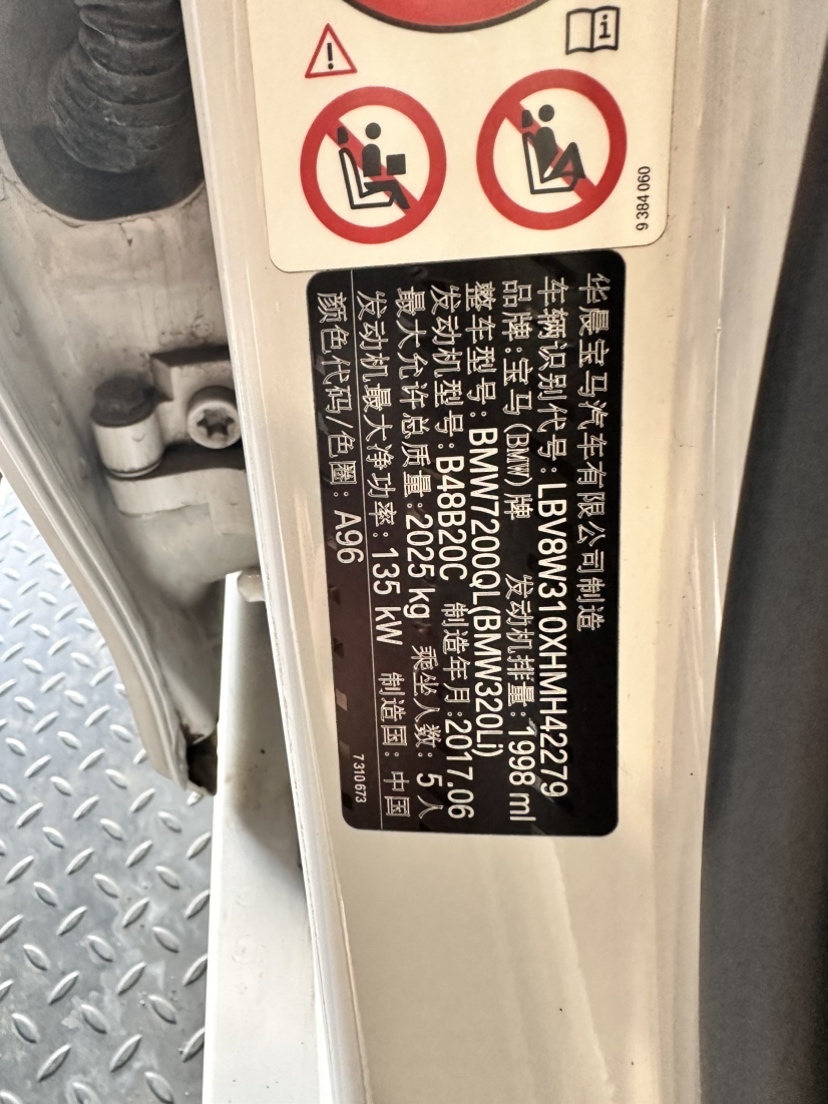 9 384 060
华晨宝马汽车有限公司制造
车辆识别代号:LBV8W310XHMH42279
品牌:宝马(BMW)牌 发动机排量:1998 ml
整车型号:BMW7200QL(BMW320Li)
发动机型号:B48B20C 制造年月:2017.06
最大允许总质量:2025 kg 乘坐人数: 5 人
发动机最大净功率: 135 kW 制造国: 中国
颜色代码/色圈: A96
7 310 673